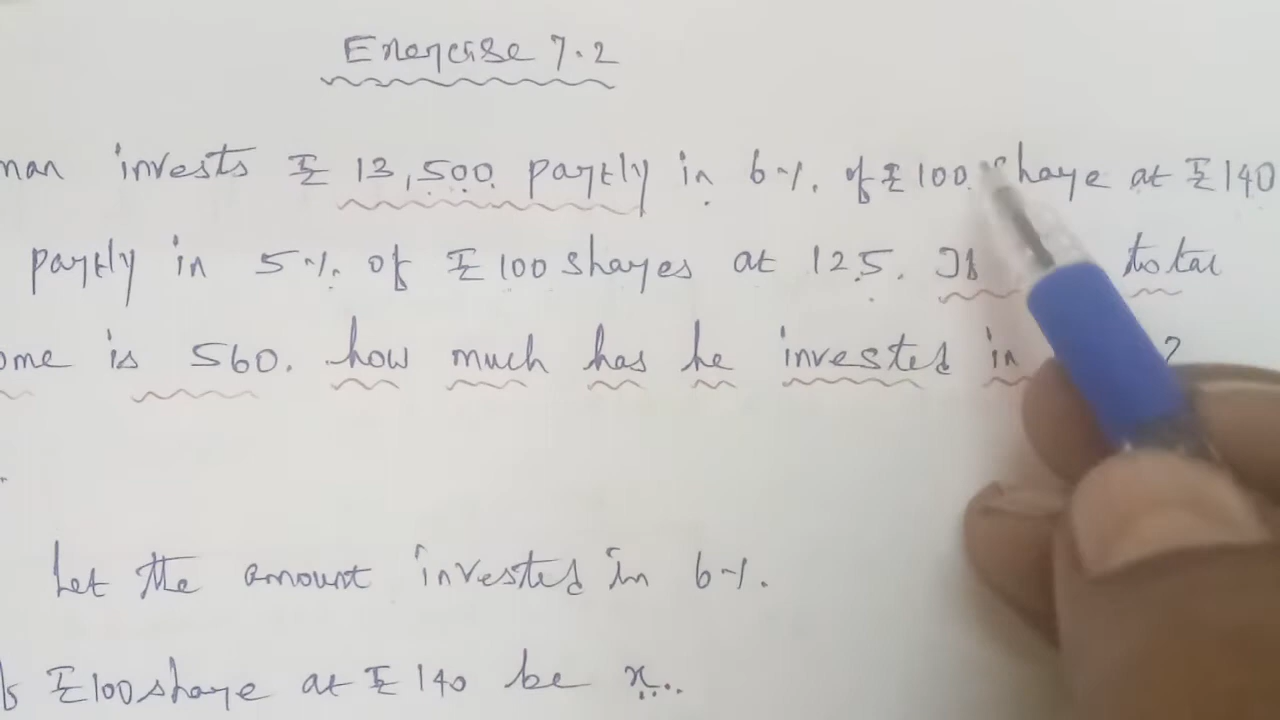 Exercise 7.2
man invests ₹ 13,500 partly in 6%. of ₹100 share at ₹140
partly in 5%. of ₹100 shares at 125. If total
ome is 560. how much has he invested in ?
Let the amount invested in 6%.
₹100 share at ₹140 be x...